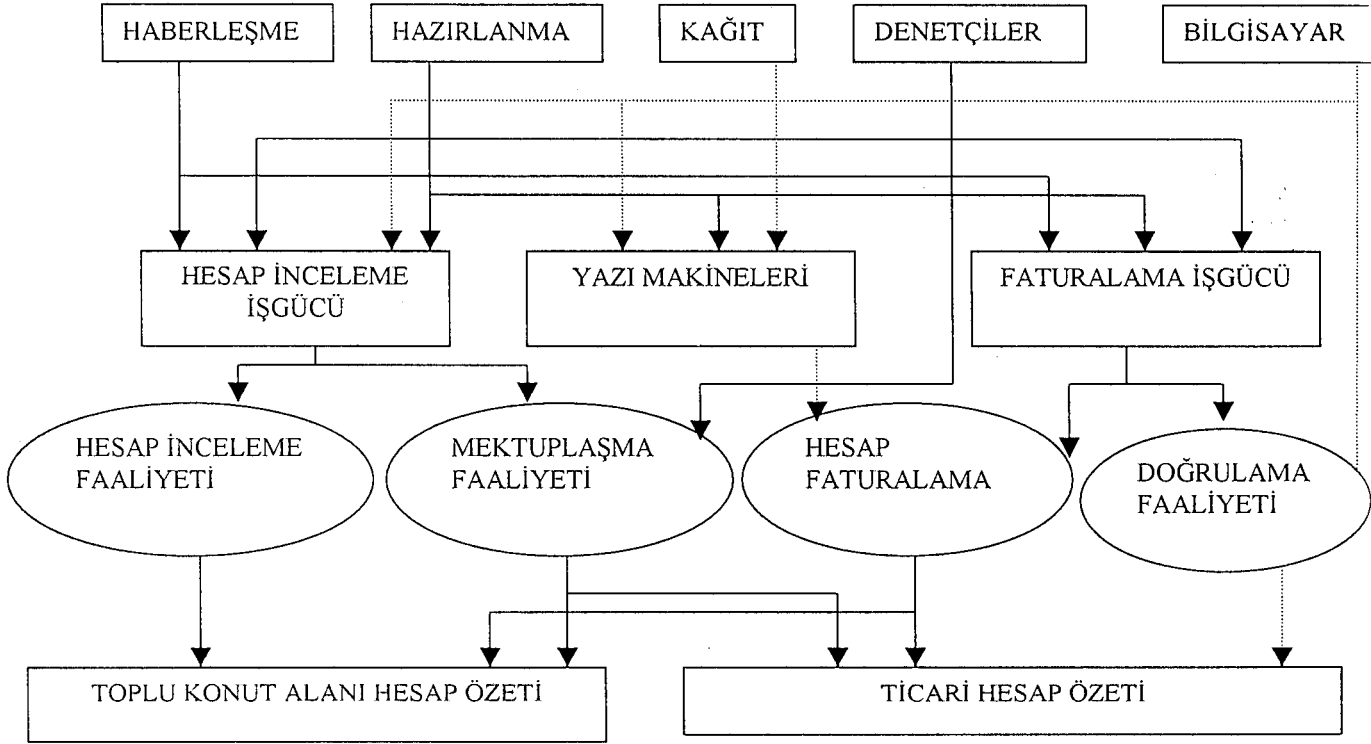 HABERLEŞME
HAZIRLANMA
KAĞIT
DENETÇİLER
BİLGİSAYAR
HESAP İNCELEME
İŞGÜCÜ
YAZI MAKİNELERİ
FATURALAMA İŞGÜCÜ
HESAP İNCELEME
FAALİYETİ
MEKTUPLAŞMA
FAALİYETİ
HESAP
FATURALAMA
DOĞRULAMA
FAALİYETİ
TOPLU KONUT ALANI HESAP ÖZETİ
TİCARİ HESAP ÖZETİ